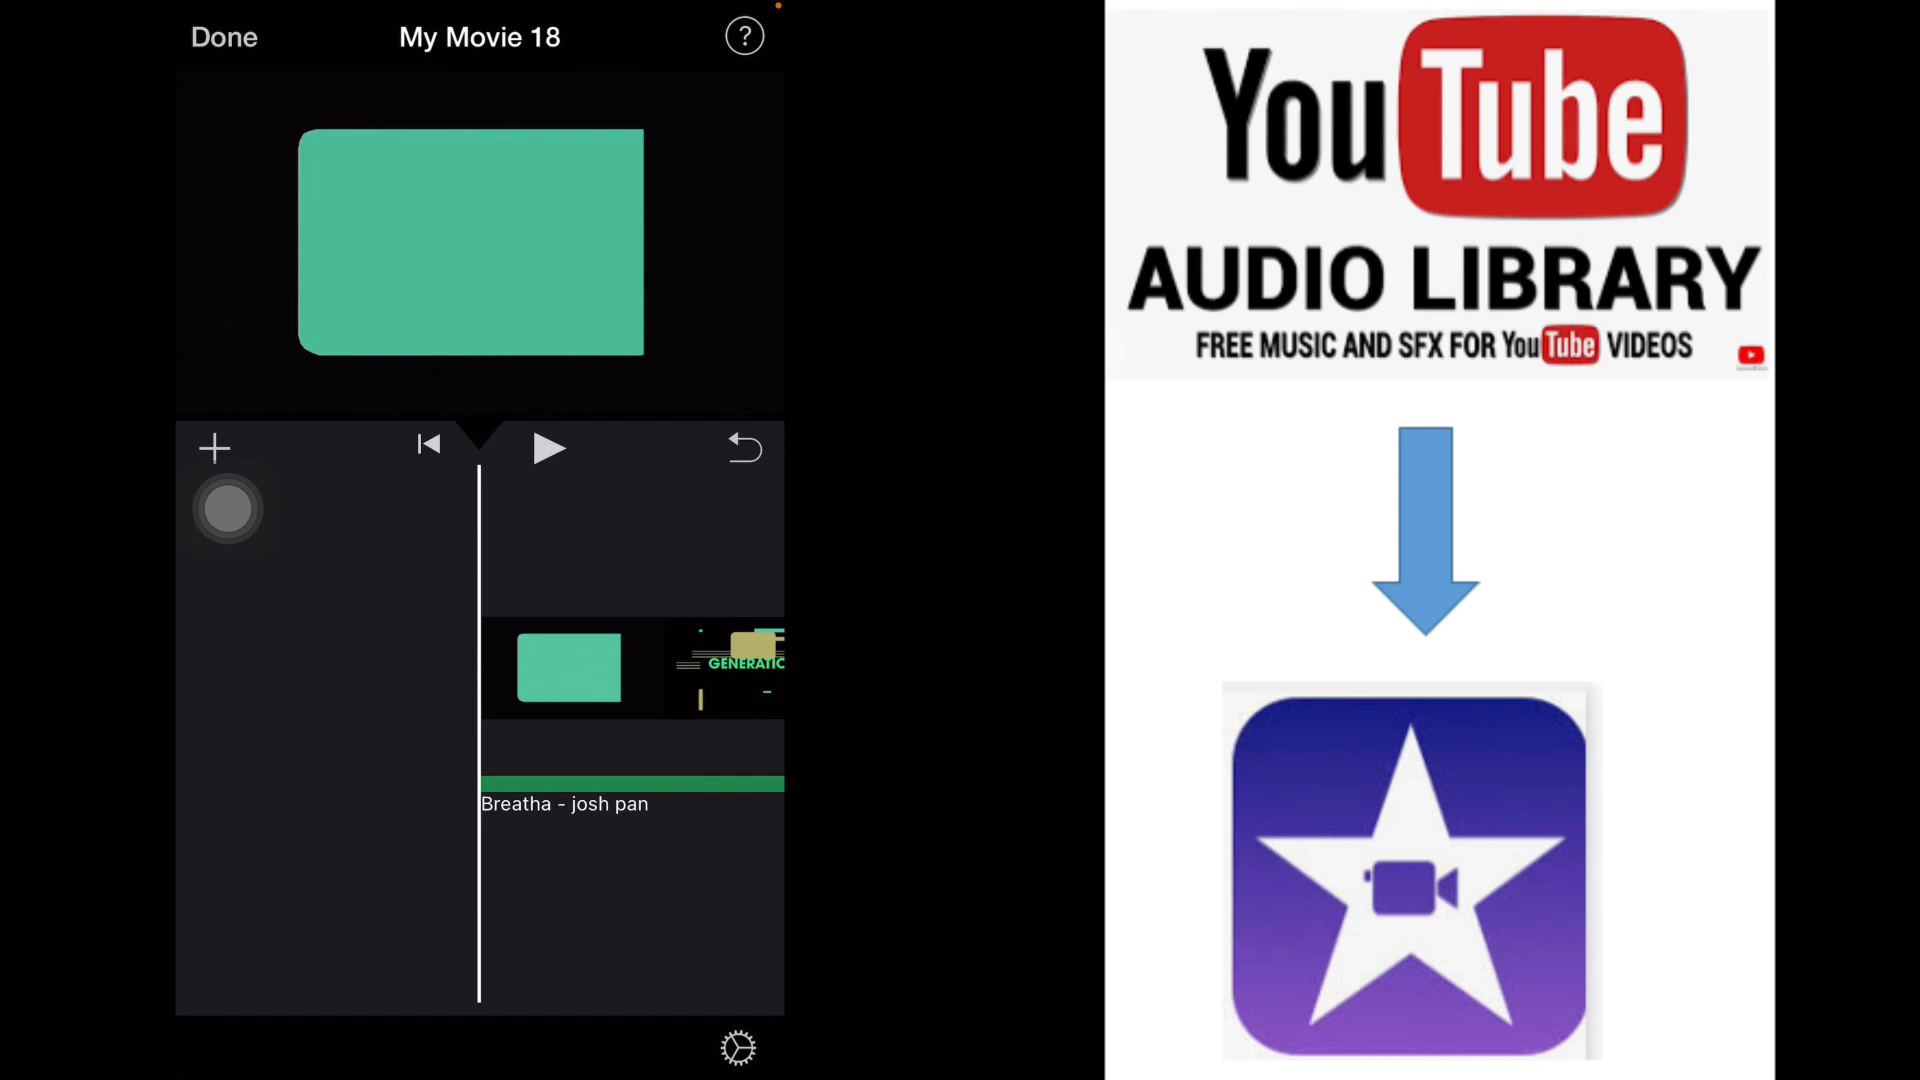 Done
My Movie 18
?
GENERATIC
Breatha - josh pan
YouTube
AUDIO LIBRARY
FREE MUSIC AND SFX FOR YouTube VIDEOS